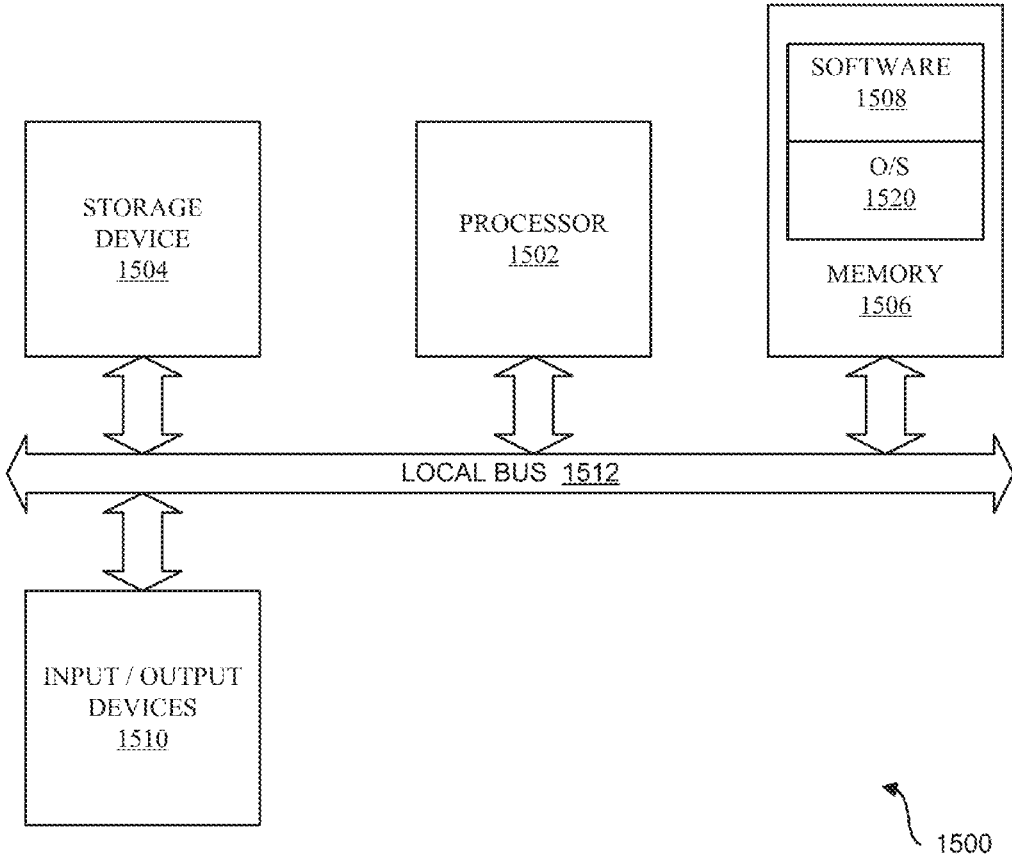 SOFTWARE
1508
O/S
1520
MEMORY
1506
STORAGE
DEVICE
1504
PROCESSOR
1502
LOCAL BUS 1512
INPUT / OUTPUT
DEVICES
1510
1500